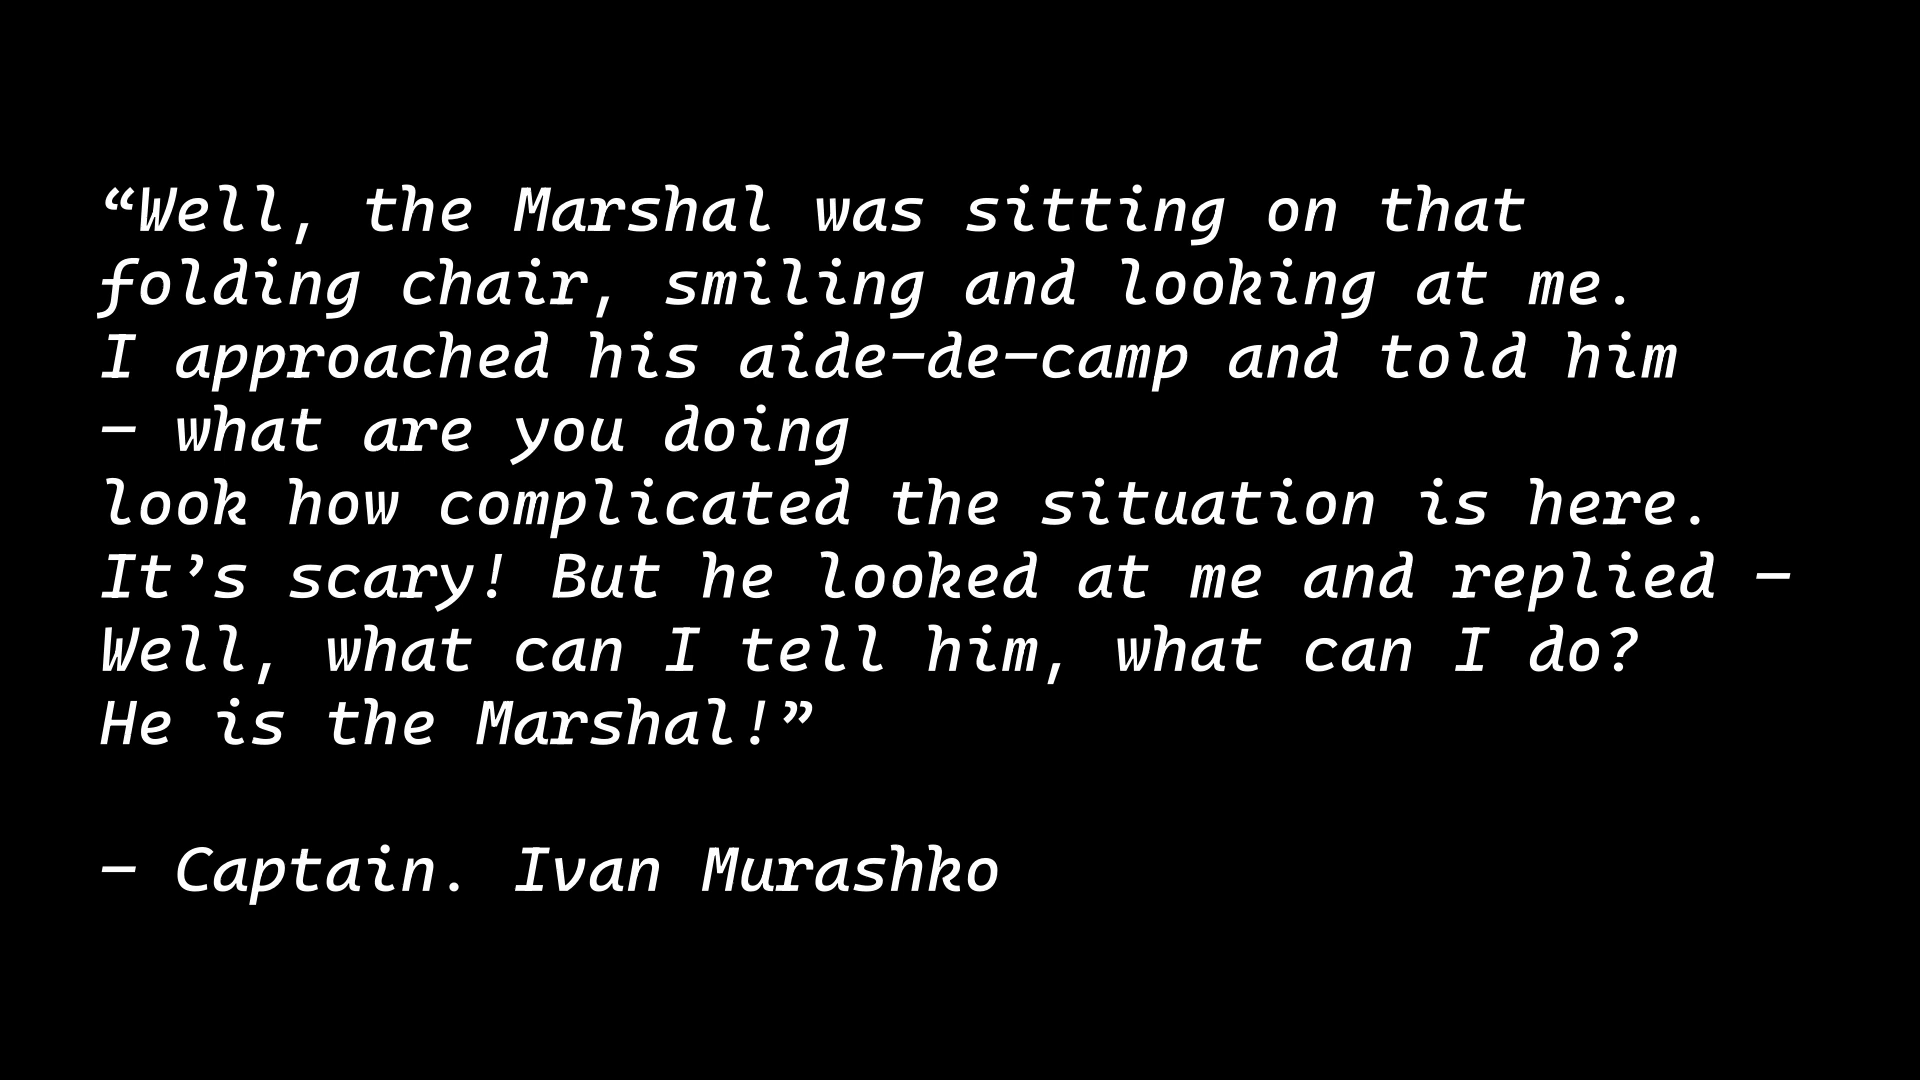 “Well, the Marshal was sitting on that
folding chair, smiling and looking at me.
I approached his aide–de–camp and told him
– what are you doing
look how complicated the situation is here.
It’s scary! But he looked at me and replied –
Well, what can I tell him, what can I do?
He is the Marshal!”
– Captain. Ivan Murashko